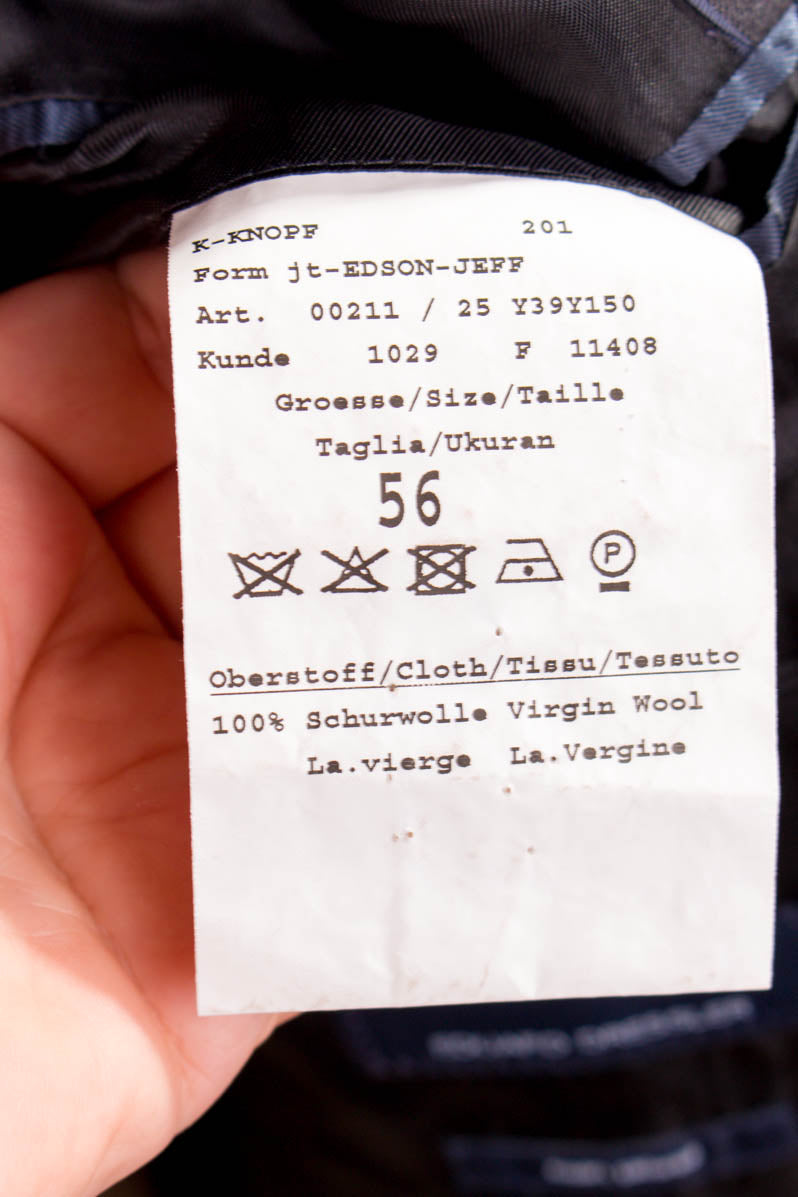 K-KNOPF 201
Form jt-EDSON-JEFF
Art. 00211 / 25 Y39Y150
Kunde 1029 F 11408
Groesse/Size/Taille
Taglia/Ukuran
56
P
Oberstoff/Cloth/Tissu/Tessuto
100% Schurwolle Virgin Wool
La.vierge La.Vergine